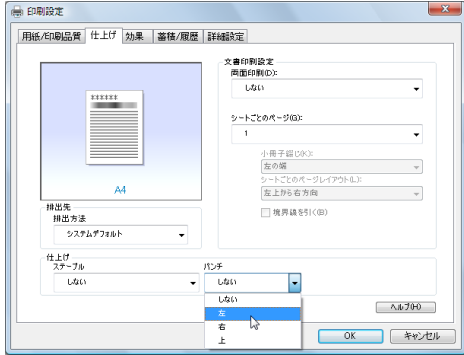 印刷設定
用紙/印刷品質 仕上げ 効果 蓄積/履歴 詳細設定
xxxxxx
A4
排出先
排出方法
システムデフォルト
文書印刷設定
両面印刷(D):
しない
シートごとのページ(G):
1
小冊子綴じ(K):
左の端
シートごとのページレイアウト(L):
左上から右方向
境界線を引く(B)
仕上げ
ステープル
しない
パンチ
しない
しない
左
右
上
ヘルプ(H)
OK キャンセル